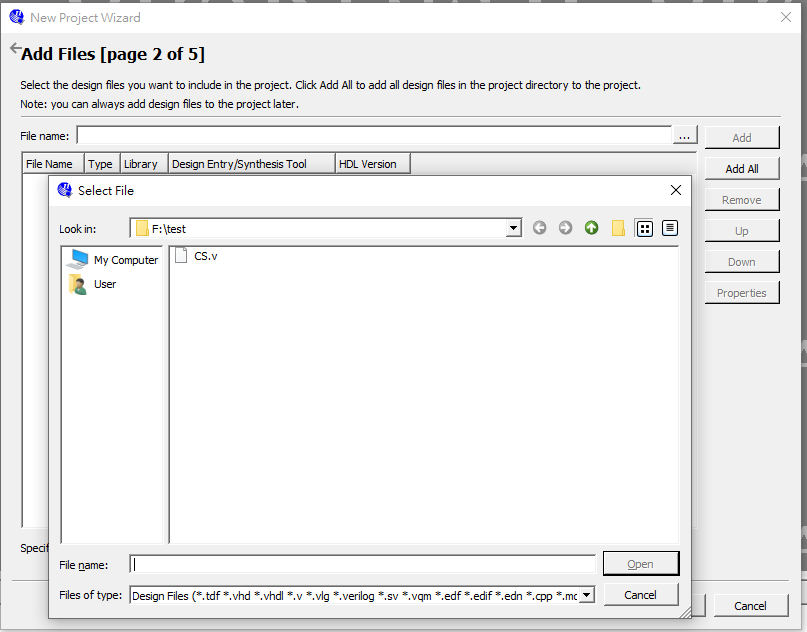 New Project Wizard
Add Files [page 2 of 5]
Select the design files you want to include in the project. Click Add All to add all design files in the project directory to the project.
Note: you can always add design files to the project later.
File name:
...
Add
File Name Type Library Design Entry/Synthesis Tool HDL Version
Add All
Remove
Up
Down
Properties
Select File
Look in: F:\test
My Computer
User
CS.v
Specif
File name:
Open
Files of type: Design Files (*.tdf *.vhd *.vhdl *.v *.vlg *.verilog *.sv *.vqm *.edf *.edif *.edn *.cpp *.mc
Cancel
Cancel